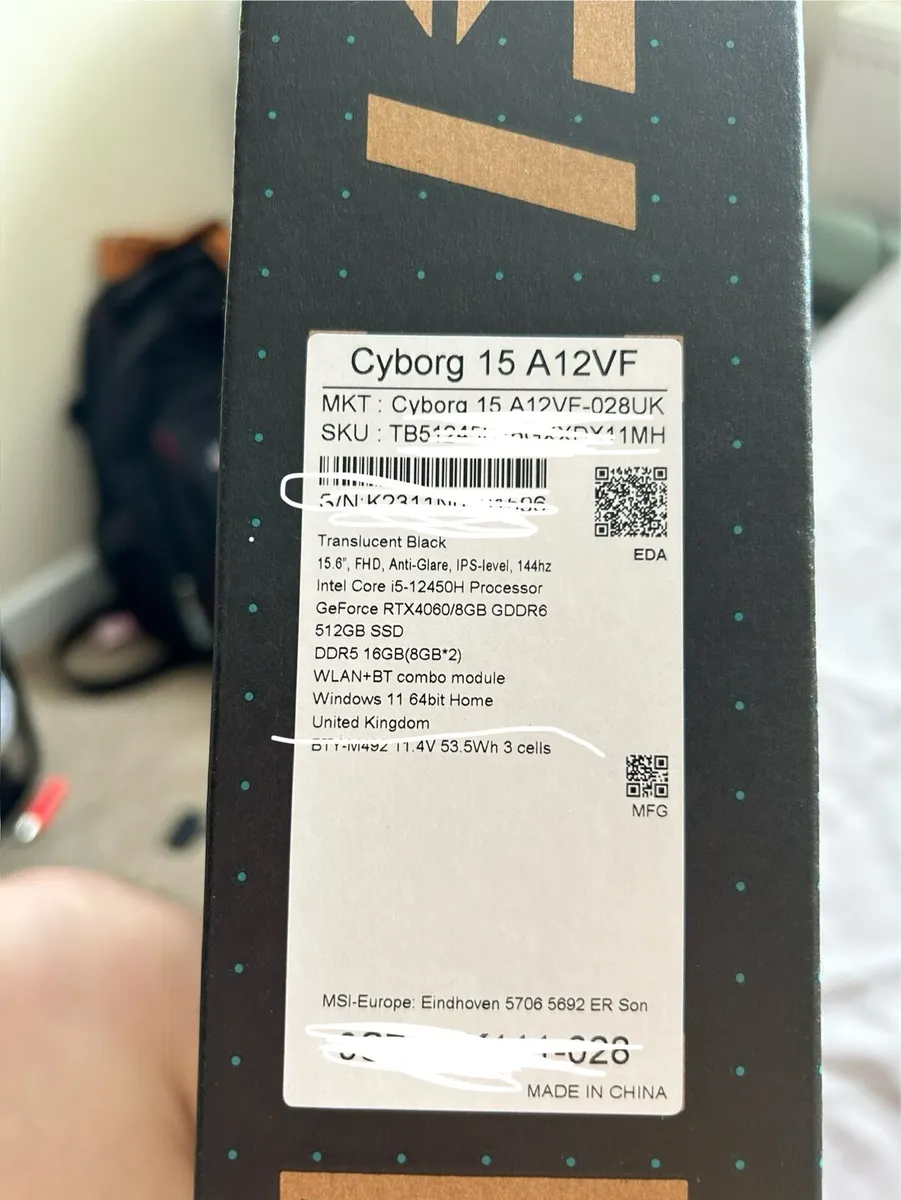 Cyborg 15 A12VF
MKT : Cyborg 15 A12VF-028UK
SKU :
S/N:
EDA
Translucent Black
15.6", FHD, Anti-Glare, IPS-level, 144hz
Intel Core i5-12450H Processor
GeForce RTX4060/8GB GDDR6
512GB SSD
DDR5 16GB(8GB*2)
WLAN+BT combo module
Windows 11 64bit Home
United Kingdom
BTY-M492 11.4V 53.5Wh 3 cells
MFG
MSI-Europe: Eindhoven 5706 5692 ER Son
MADE IN CHINA